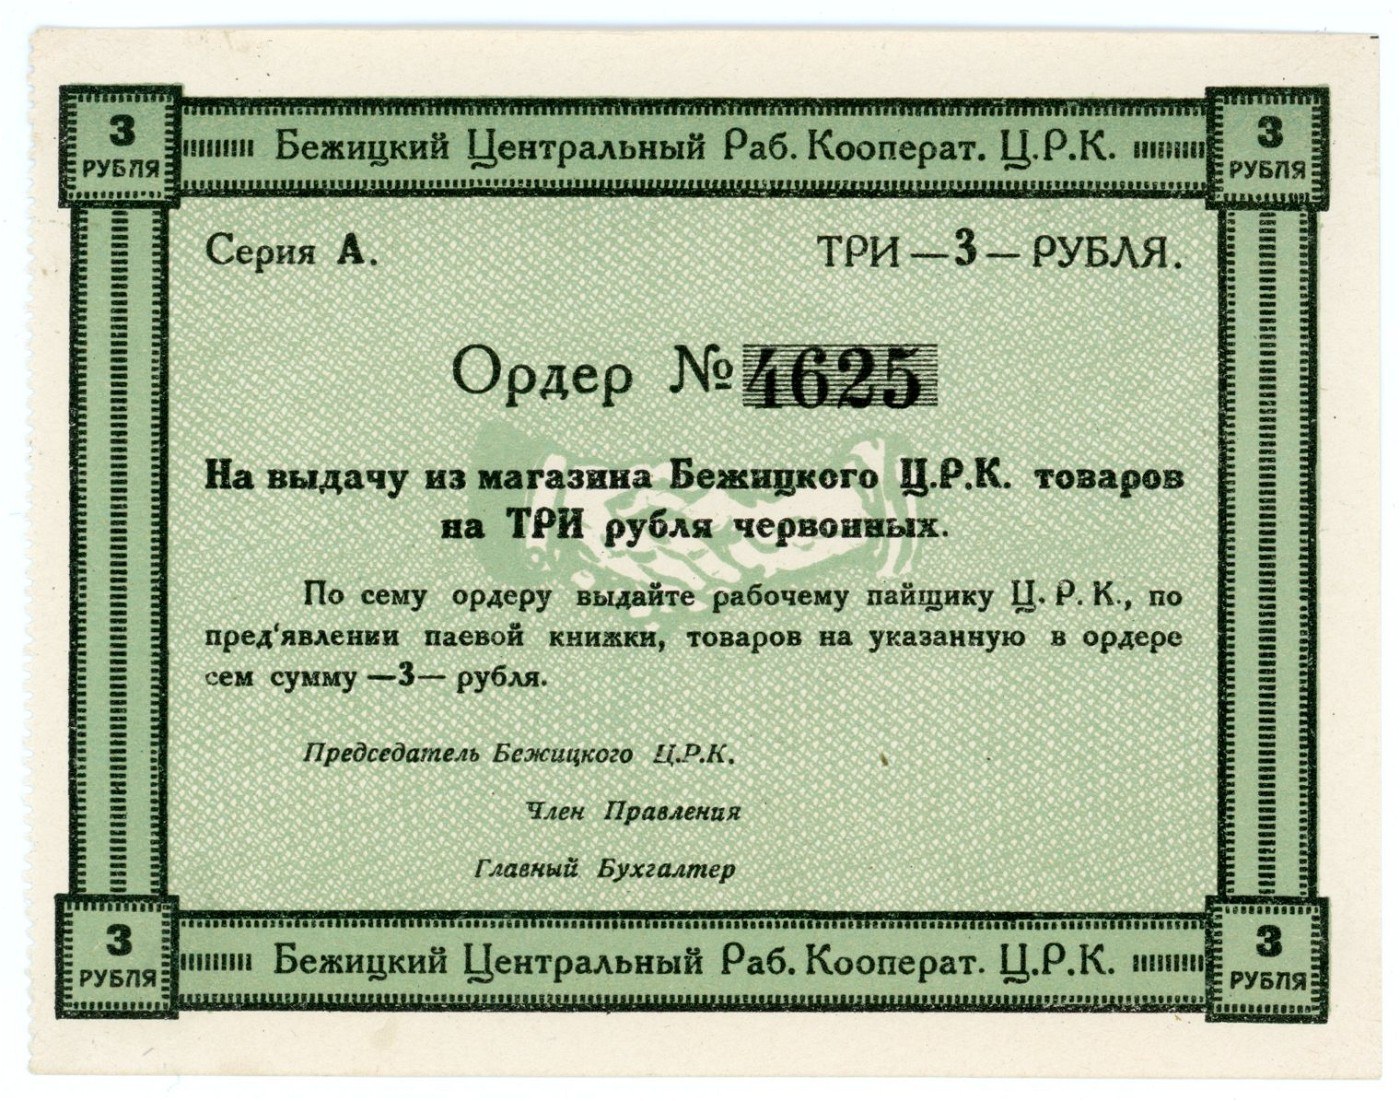 3 РУБЛЯ
Бежицкий Центральный Раб. Кооперат. Ц.Р.К.
3 РУБЛЯ
Серия А.
ТРИ — 3 — РУБЛЯ.
Ордер № 4625
На выдачу из магазина Бежицкого Ц.Р.К. товаров
на ТРИ рубля червонных.
По сему ордеру выдайте рабочему пайщику Ц. Р. К., по
пред'явлении паевой книжки, товаров на указанную в ордере
сем сумму —3— рубля.
Председатель Бежицкого Ц.Р.К.
Член Правления
Главный Бухгалтер
3 РУБЛЯ
Бежицкий Центральный Раб. Кооперат. Ц.Р.К.
3 РУБЛЯ